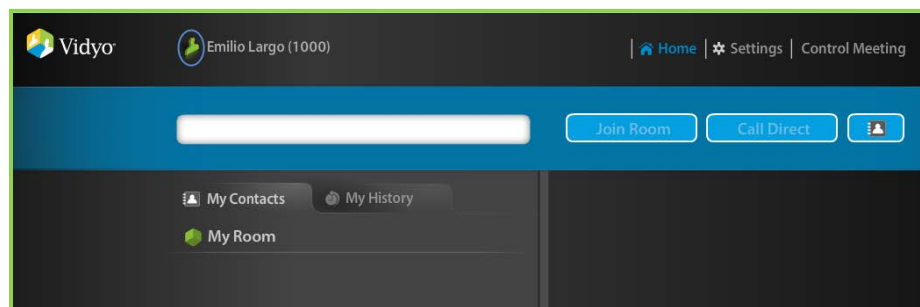 Vidyo
Emilio Largo (1000)
Home
Settings
Control Meeting
Join Room
Call Direct
My Contacts
My History
My Room